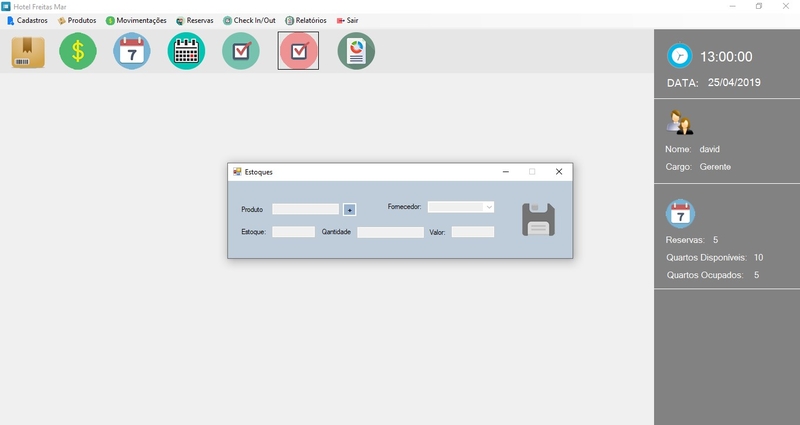 Hotel Freitas Mar
Cadastros Produtos Movimentações Reservas Check In/Out Relatórios Sair
7
13:00:00
DATA: 25/04/2019
Nome: david
Cargo: Gerente
7
Reservas: 5
Quartos Disponíveis: 10
Quartos Ocupados: 5
Estoques
Produto + Fornecedor:
Estoque: Qantidade Valor: